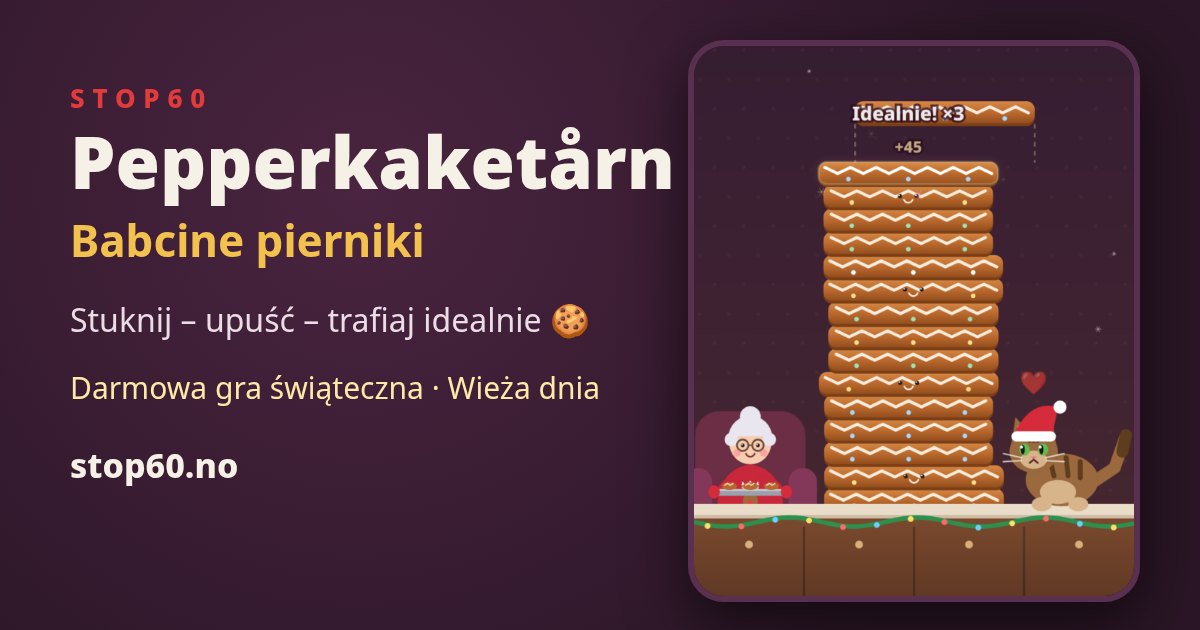 STOP60
Pepperkaketårn
Babcine pierniki
Stuknij – upuść – trafiaj idealnie 🍪
Darmowa gra świąteczna · Wieża dnia
stop60.no
Idealnie! ×3
+45